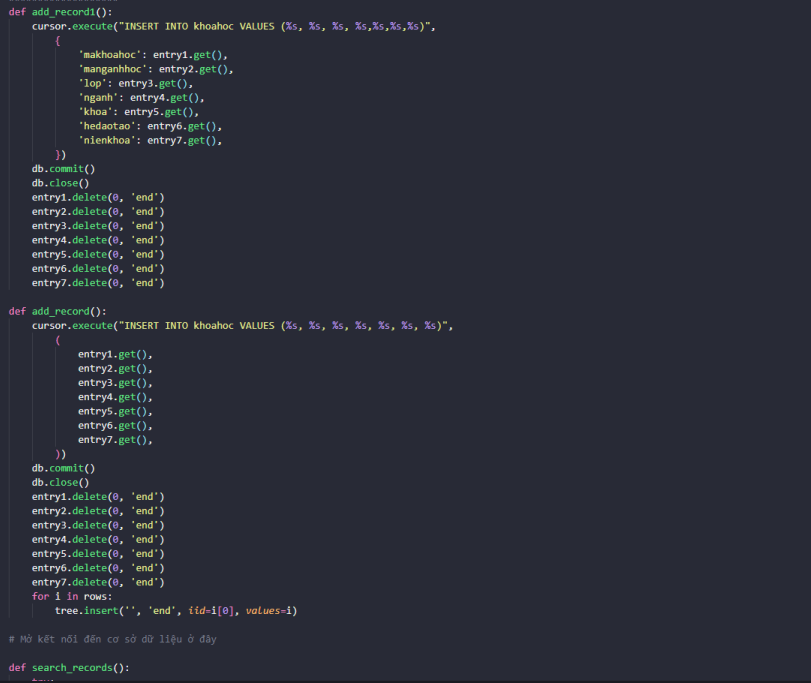 def add_record1():
    cursor.execute("INSERT INTO khoahoc VALUES (%s, %s, %s, %s,%s,%s,%s)",
        {
            'makhoahoc': entry1.get(),
            'manganhhoc': entry2.get(),
            'lop': entry3.get(),
            'nganh': entry4.get(),
            'khoa': entry5.get(),
            'hedaotao': entry6.get(),
            'nienkhoa': entry7.get(),
        })
    db.commit()
    db.close()
    entry1.delete(0, 'end')
    entry2.delete(0, 'end')
    entry3.delete(0, 'end')
    entry4.delete(0, 'end')
    entry5.delete(0, 'end')
    entry6.delete(0, 'end')
    entry7.delete(0, 'end')

def add_record():
    cursor.execute("INSERT INTO khoahoc VALUES (%s, %s, %s, %s, %s, %s, %s)",
        (
            entry1.get(),
            entry2.get(),
            entry3.get(),
            entry4.get(),
            entry5.get(),
            entry6.get(),
            entry7.get(),
        ))
    db.commit()
    db.close()
    entry1.delete(0, 'end')
    entry2.delete(0, 'end')
    entry3.delete(0, 'end')
    entry4.delete(0, 'end')
    entry5.delete(0, 'end')
    entry6.delete(0, 'end')
    entry7.delete(0, 'end')
    for i in rows:
        tree.insert('', 'end', iid=i[0], values=i)

# Mở kết nối đến cơ sở dữ liệu ở đây

def search_records():